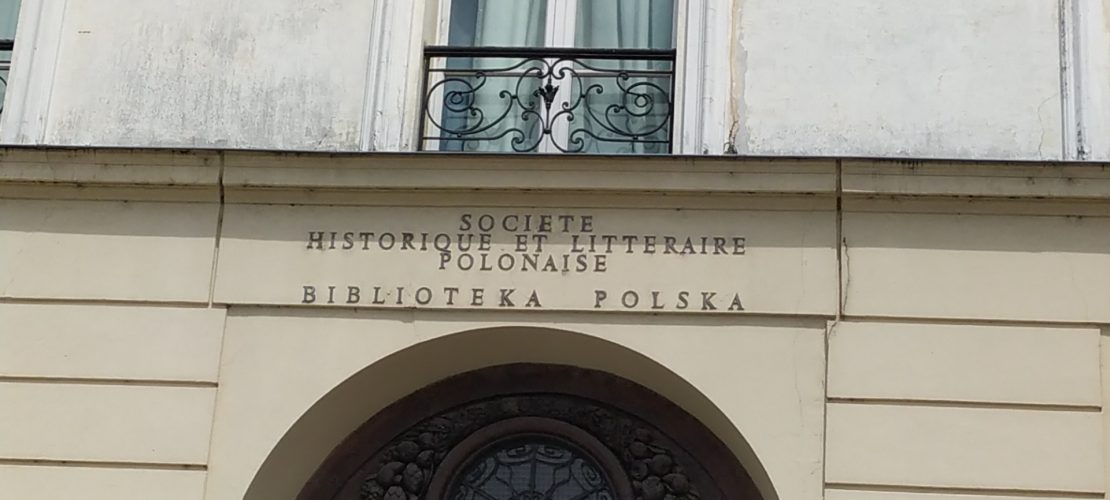 SOCIETE
HISTORIQUE ET LITTERAIRE
POLONAISE
BIBLIOTEKA POLSKA